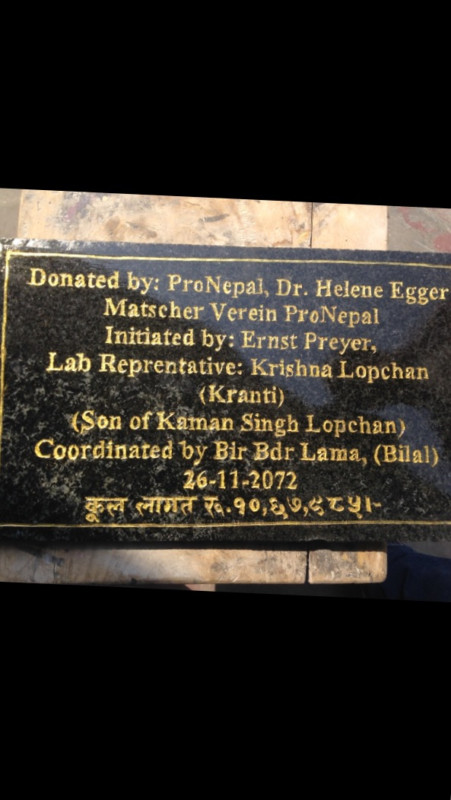 Donated by: ProNepal, Dr. Helene Egger
Matscher Verein ProNepal
Initiated by: Ernst Preyer,
Lab Reprentative: Krishna Lopchan
(Kranti)
(Son of Kaman Singh Lopchan)
Coordinated by Bir Bdr Lama, (Bilal)
26-11-2072
कूल लागत रू.१०,६७,९८५।-